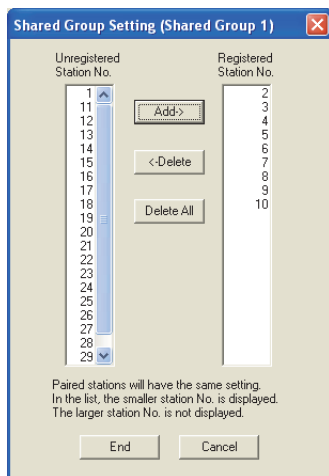 Shared Group Setting (Shared Group 1)
Unregistered
Station No.
1
11
12
13
14
15
16
17
18
19
20
21
22
23
24
25
26
27
28
29
Add->
<-Delete
Delete All
Registered
Station No.
2
3
4
5
6
7
8
9
10
Paired stations will have the same setting.
In the list, the smaller station No. is displayed.
The larger station No. is not displayed.
End
Cancel